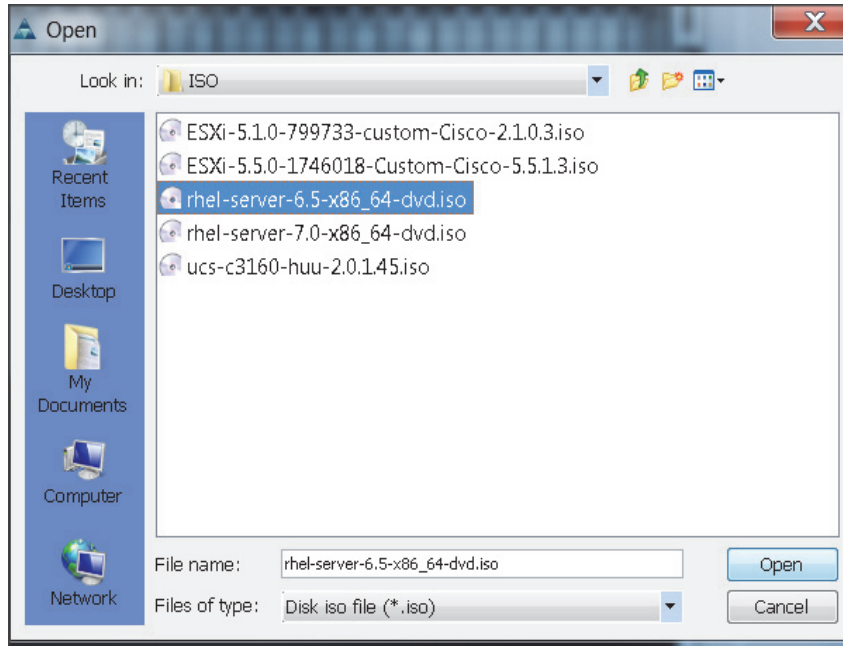 Open
X
Look in:
ISO
Recent
Items
Desktop
My
Documents
Computer
Network
ESXi-5.1.0-799733-custom-Cisco-2.1.0.3.iso
ESXi-5.5.0-1746018-Custom-Cisco-5.5.1.3.iso
rhel-server-6.5-x86_64-dvd.iso
rhel-server-7.0-x86_64-dvd.iso
ucs-c3160-huu-2.0.1.45.iso
File name:
rhel-server-6.5-x86_64-dvd.iso
Open
Files of type:
Disk iso file (*.iso)
Cancel